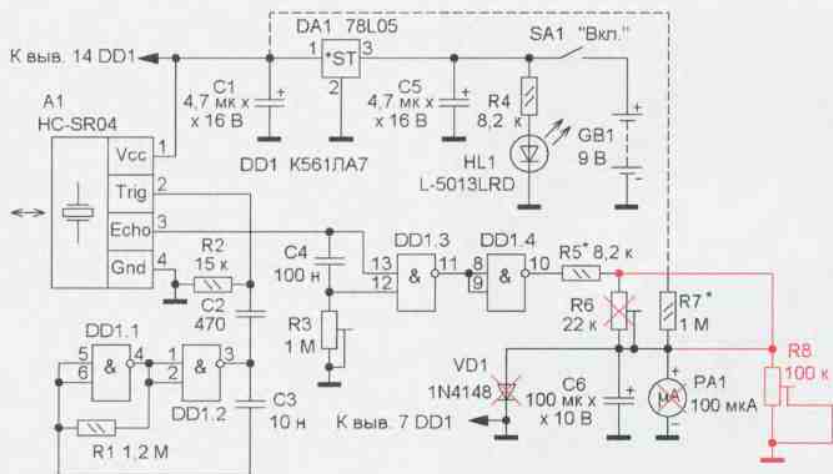 DA1 78L05
SA1 "Вкл."
К выв. 14 DD1
1
*ST
3
2
C1
4,7 мк х
х 16 В
+
C5
4,7 мк х
х 16 В
+
R4
8,2 к
GB1
9 В
+
-
A1
HC-SR04
Vcc
1
Trig
2
Echo
3
Gnd
4
DD1 К561ЛА7
HL1
L-5013LRD
R2
15 к
C2
470
C4
100 н
DD1.3
13
12
&
11
DD1.4
8
9
&
10
R5* 8,2 к
R6
22 к
R7*
1 М
R3
1 М
DD1.1
5
6
&
4
1
2
&
3
DD1.2
C3
10 н
R1 1,2 М
VD1
1N4148
К выв. 7 DD1
C6
100 мк х
х 10 В
+
+
μA
-
PA1
100 мкА
R8
100 к